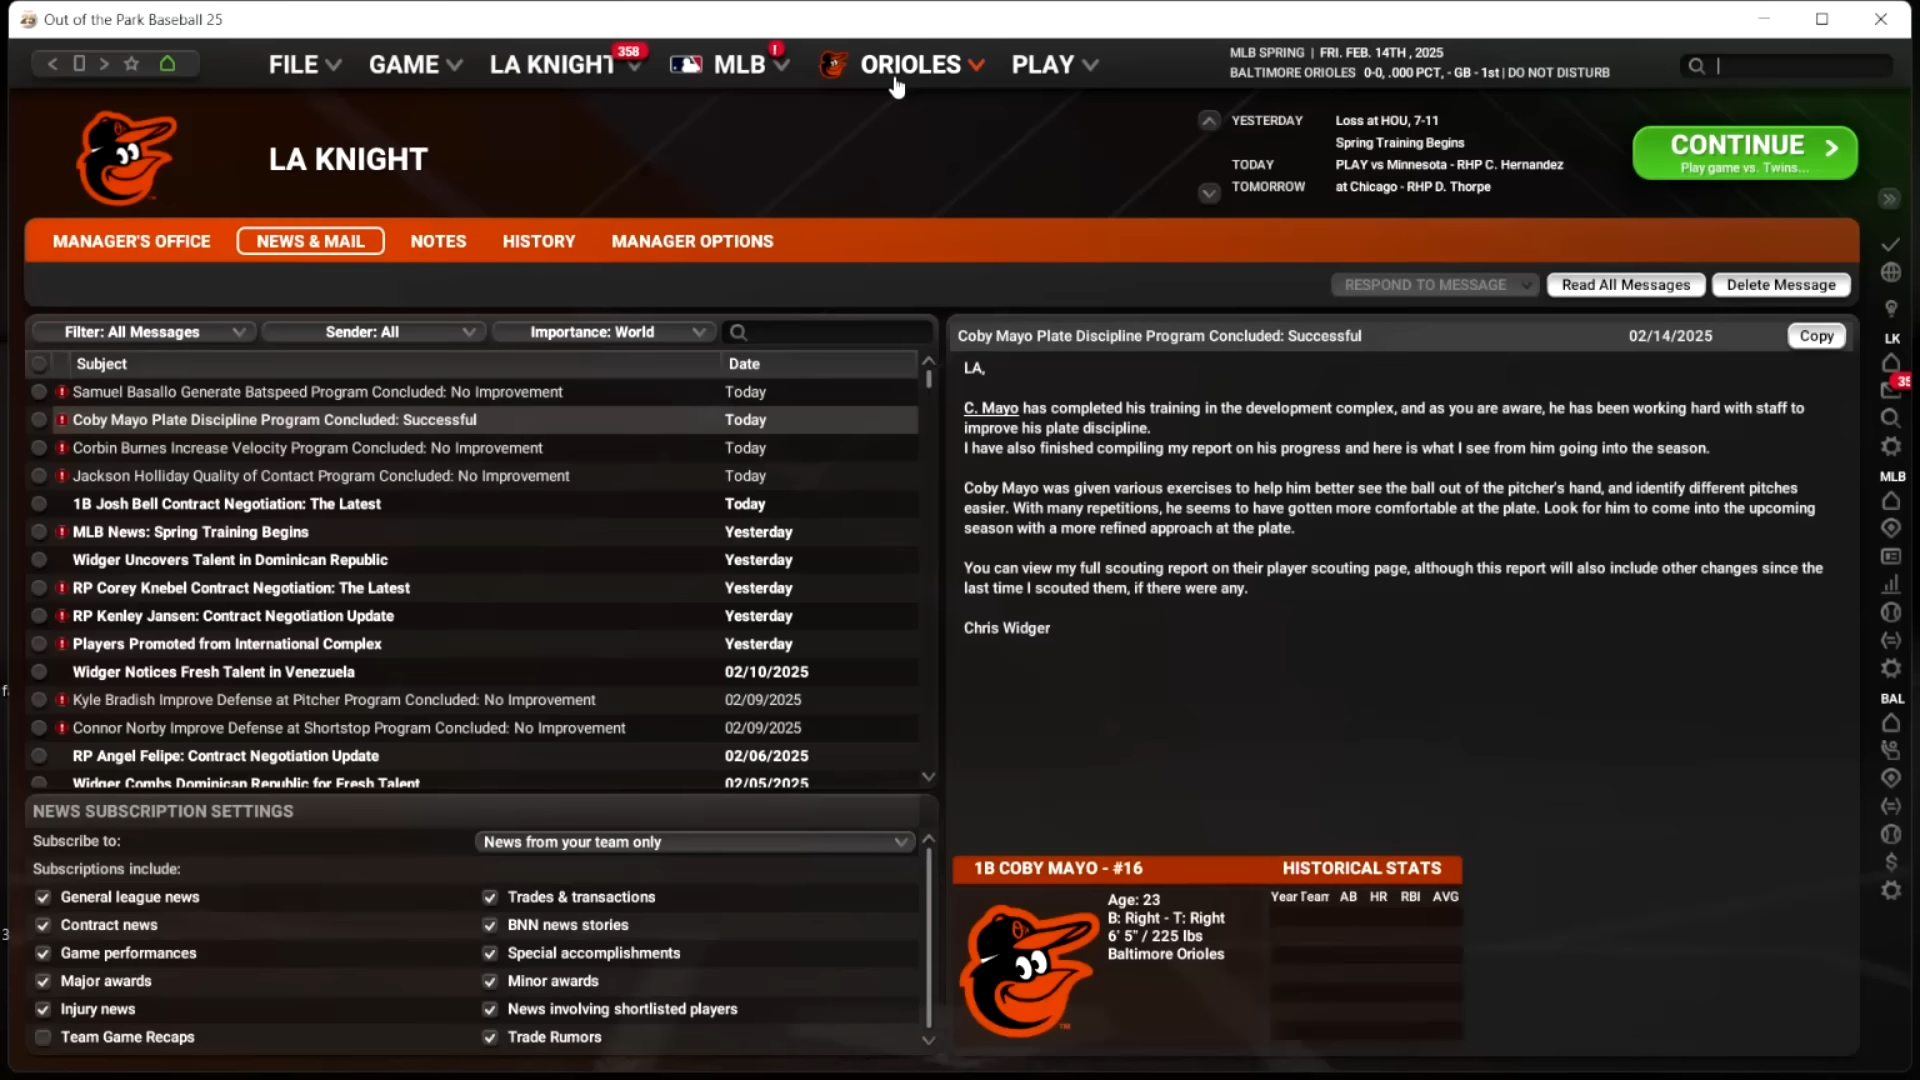 Out of the Park Baseball 25
FILE GAME LA KNIGHT 358 MLB ! ORIOLES PLAY
MLB SPRING | FRI. FEB. 14TH , 2025
BALTIMORE ORIOLES 0-0, .000 PCT, - GB - 1st | DO NOT DISTURB
LA KNIGHT
YESTERDAY Loss at HOU, 7-11
Spring Training Begins
TODAY PLAY vs Minnesota - RHP C. Hernandez
TOMORROW at Chicago - RHP D. Thorpe
CONTINUE
Play game vs. Twins...
MANAGER'S OFFICE NEWS & MAIL NOTES HISTORY MANAGER OPTIONS
RESPOND TO MESSAGE Read All Messages Delete Message
Filter: All Messages Sender: All Importance: World
Subject Date
Samuel Basallo Generate Batspeed Program Concluded: No Improvement Today
Coby Mayo Plate Discipline Program Concluded: Successful Today
Corbin Burnes Increase Velocity Program Concluded: No Improvement Today
Jackson Holliday Quality of Contact Program Concluded: No Improvement Today
1B Josh Bell Contract Negotiation: The Latest Today
MLB News: Spring Training Begins Yesterday
Widger Uncovers Talent in Dominican Republic Yesterday
RP Corey Knebel Contract Negotiation: The Latest Yesterday
RP Kenley Jansen: Contract Negotiation Update Yesterday
Players Promoted from International Complex Yesterday
Widger Notices Fresh Talent in Venezuela 02/10/2025
Kyle Bradish Improve Defense at Pitcher Program Concluded: No Improvement 02/09/2025
Connor Norby Improve Defense at Shortstop Program Concluded: No Improvement 02/09/2025
RP Angel Felipe: Contract Negotiation Update 02/06/2025
Widger Combs Dominican Republic for Fresh Talent 02/05/2025
NEWS SUBSCRIPTION SETTINGS
Subscribe to: News from your team only
Subscriptions include:
General league news Trades & transactions
Contract news BNN news stories
Game performances Special accomplishments
Major awards Minor awards
Injury news News involving shortlisted players
Team Game Recaps Trade Rumors
Coby Mayo Plate Discipline Program Concluded: Successful 02/14/2025 Copy
LA,
C. Mayo has completed his training in the development complex, and as you are aware, he has been working hard with staff to
improve his plate discipline.
I have also finished compiling my report on his progress and here is what I see from him going into the season.
Coby Mayo was given various exercises to help him better see the ball out of the pitcher's hand, and identify different pitches
easier. With many repetitions, he seems to have gotten more comfortable at the plate. Look for him to come into the upcoming
season with a more refined approach at the plate.
You can view my full scouting report on their player scouting page, although this report will also include other changes since the
last time I scouted them, if there were any.
Chris Widger
1B COBY MAYO - #16 HISTORICAL STATS
Age: 23
B: Right - T: Right
6' 5" / 225 lbs
Baltimore Orioles
Year Team AB HR RBI AVG
LK
35
MLB
BAL